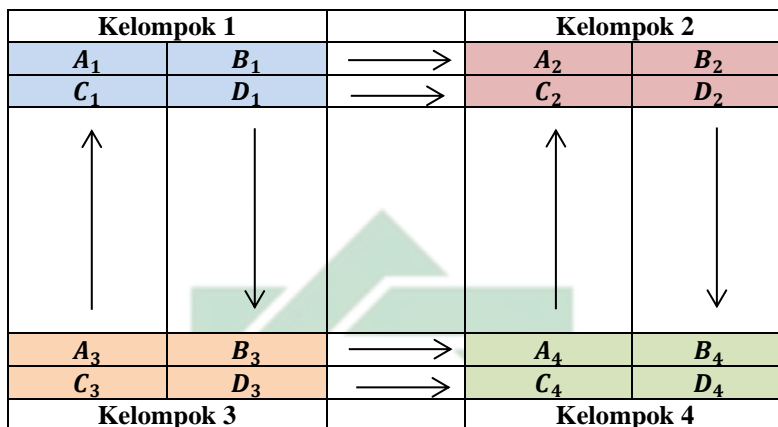 Kelompok 1 Kelompok 2
A₁ B₁ A₂ B₂
C₁ D₁ C₂ D₂
A₃ B₃ A₄ B₄
C₃ D₃ C₄ D₄
Kelompok 3 Kelompok 4